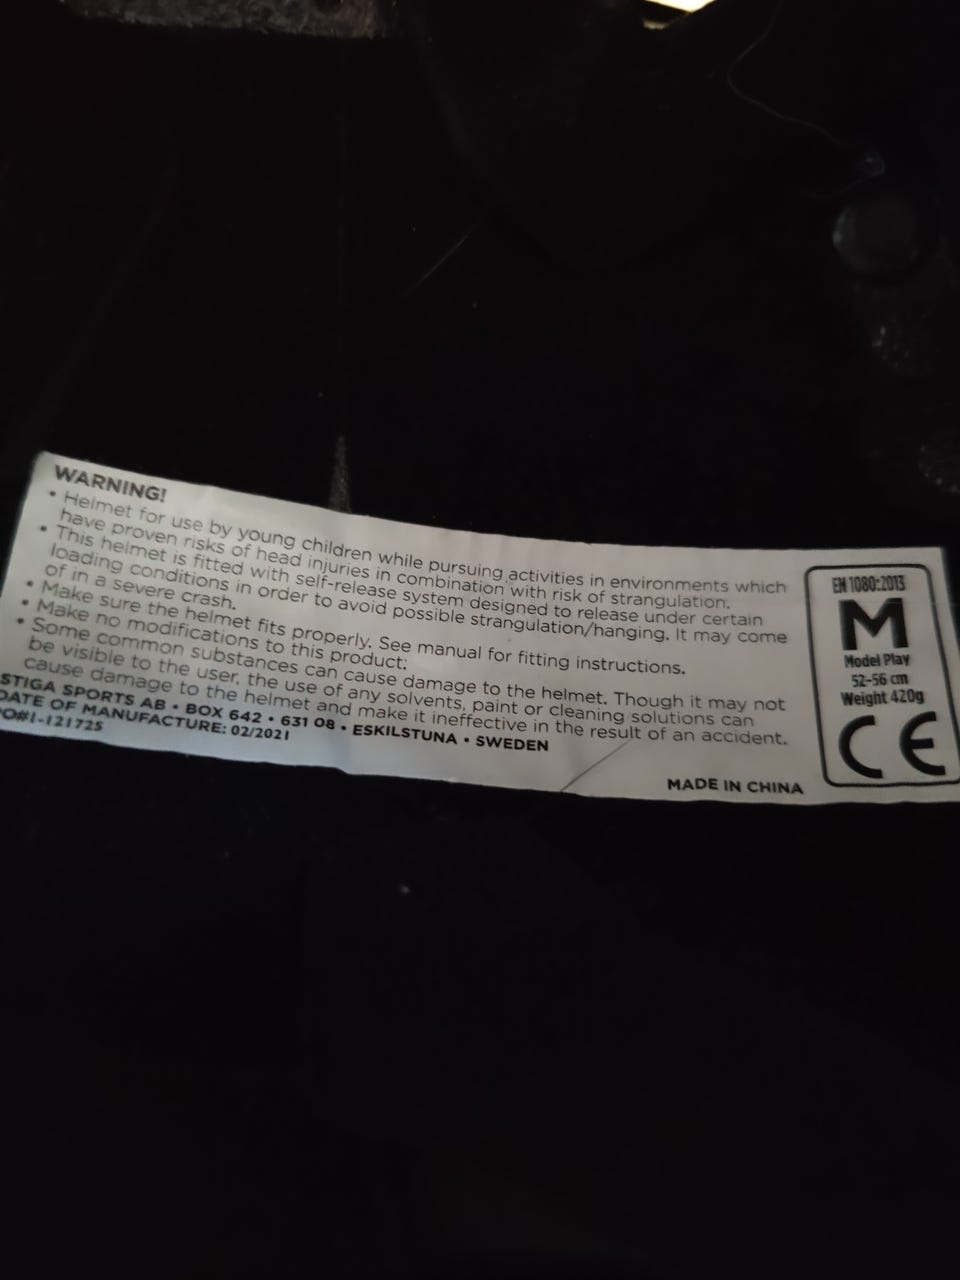 WARNING!
• Helmet for use by young children while pursuing activities in environments which
have proven risks of head injuries in combination with risk of strangulation.
• This helmet is fitted with self-release system designed to release under certain
loading conditions in order to avoid possible strangulation/hanging. It may come
of in a severe crash.
• Make sure the helmet fits properly. See manual for fitting instructions.
• Make no modifications to this product.
• Some common substances can cause damage to the helmet. Though it may not
be visible to the user, the use of any solvents, paint or cleaning solutions can
cause damage to the helmet and make it ineffective in the result of an accident.
STIGA SPORTS AB • BOX 642 • 631 08 • ESKILSTUNA • SWEDEN
DATE OF MANUFACTURE: 02/2021
PO#1-121725
MADE IN CHINA
EN 1080:2013
M
Model Play
52-56 cm
Weight 420g
CE